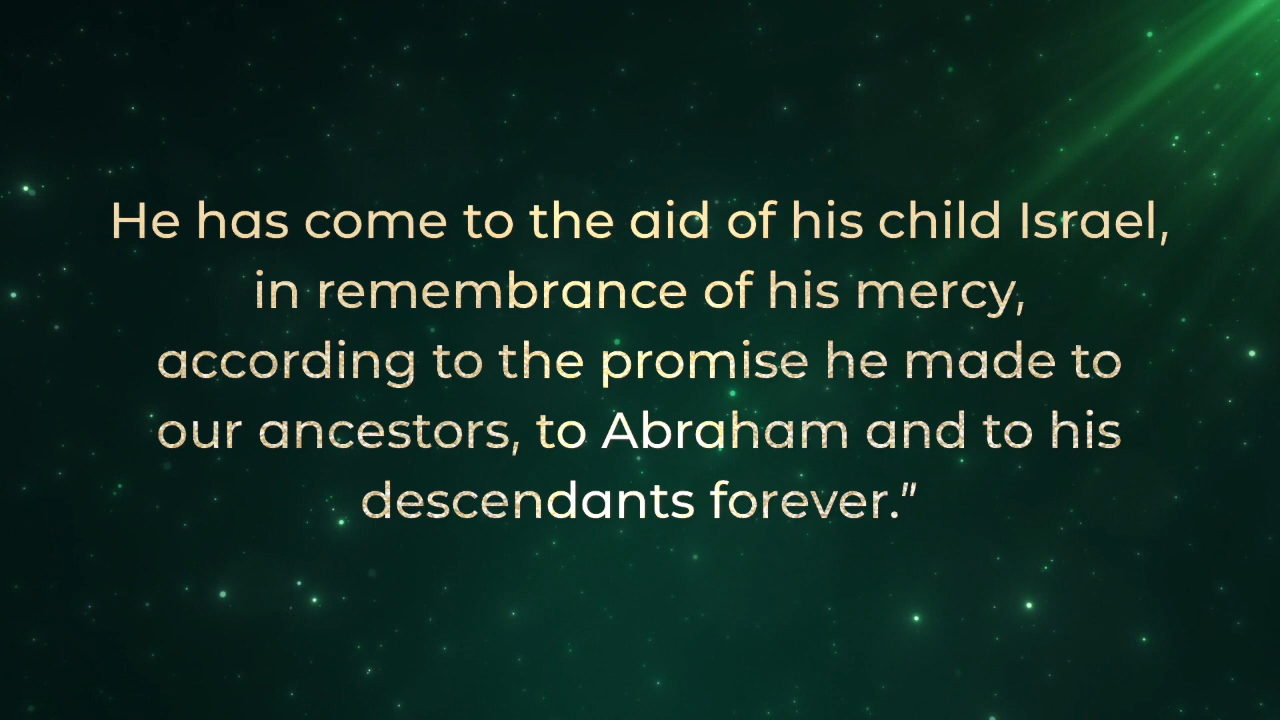 He has come to the aid of his child Israel,
in remembrance of his mercy,
according to the promise he made to
our ancestors, to Abraham and to his
descendants forever.”